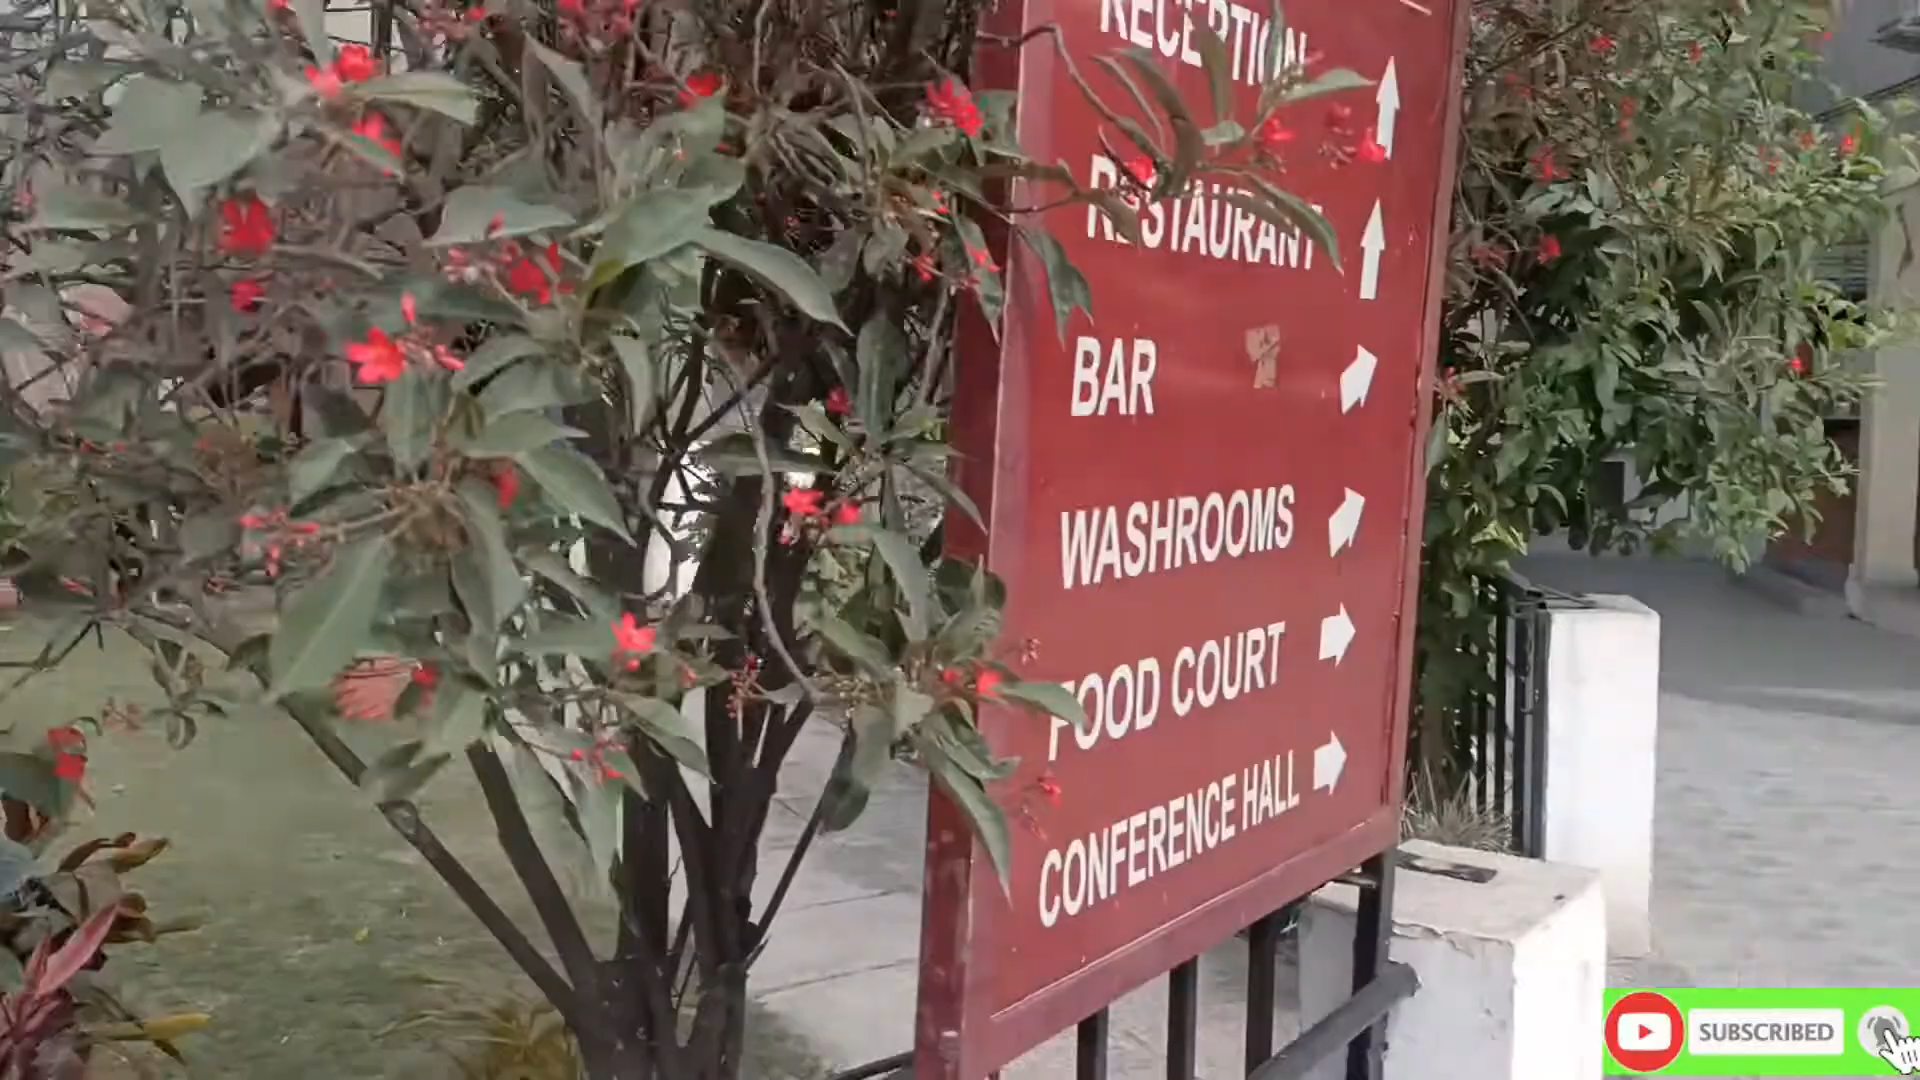 RECEPTION
RESTAURANT
BAR
WASHROOMS
FOOD COURT
CONFERENCE HALL
SUBSCRIBED